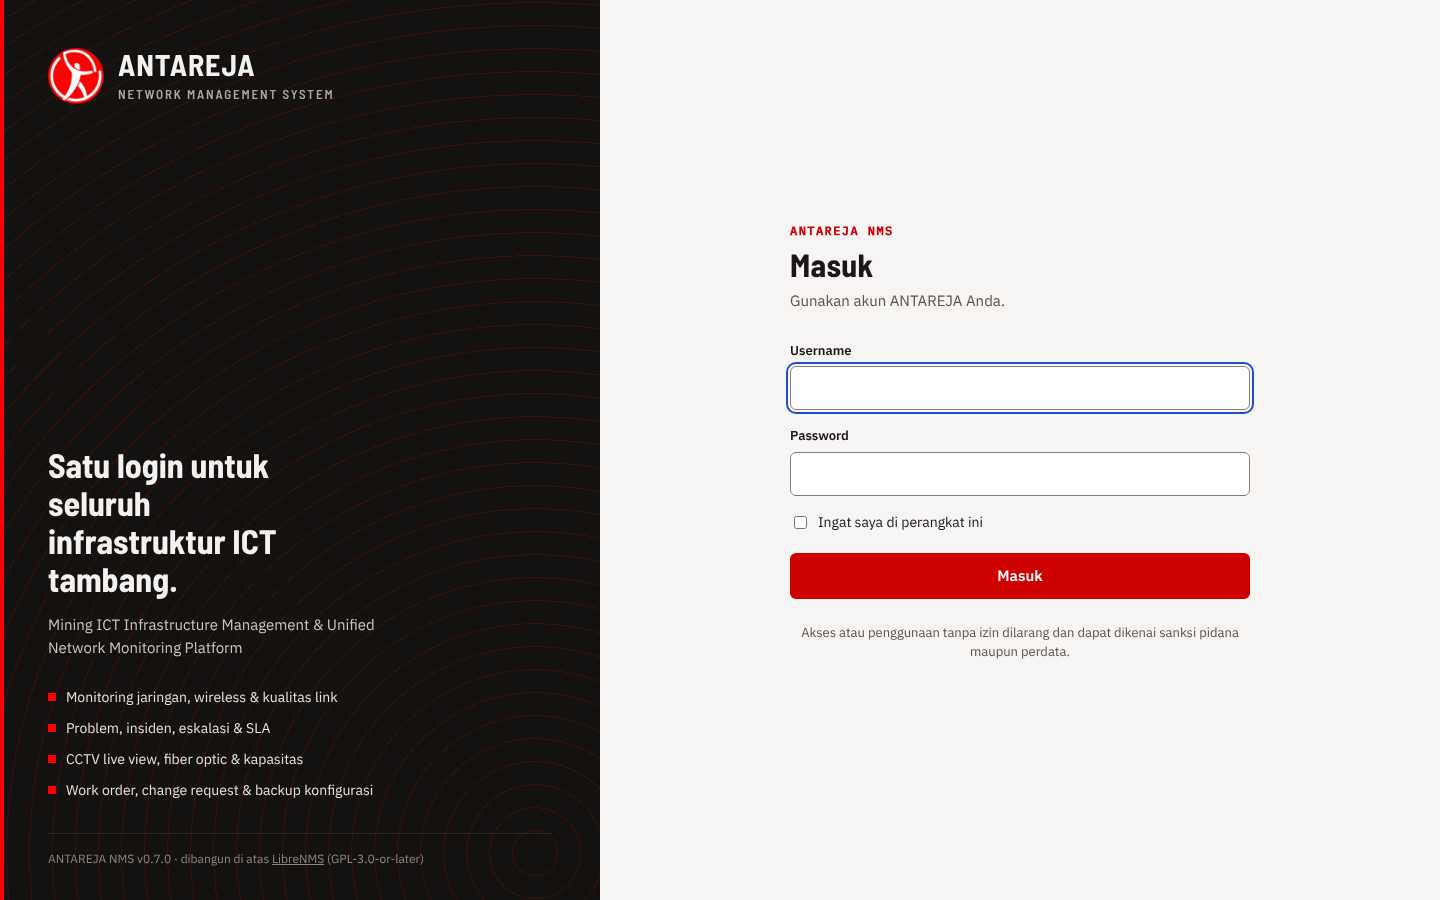 ANTAREJA
NETWORK MANAGEMENT SYSTEM
Satu login untuk
seluruh
infrastruktur ICT
tambang.
Mining ICT Infrastructure Management & Unified
Network Monitoring Platform
Monitoring jaringan, wireless & kualitas link
Problem, insiden, eskalasi & SLA
CCTV live view, fiber optic & kapasitas
Work order, change request & backup konfigurasi
ANTAREJA NMS v0.7.0 · dibangun di atas LibreNMS (GPL-3.0-or-later)
ANTAREJA NMS
Masuk
Gunakan akun ANTAREJA Anda.
Username
Password
Ingat saya di perangkat ini
Masuk
Akses atau penggunaan tanpa izin dilarang dan dapat dikenai sanksi pidana
maupun perdata.